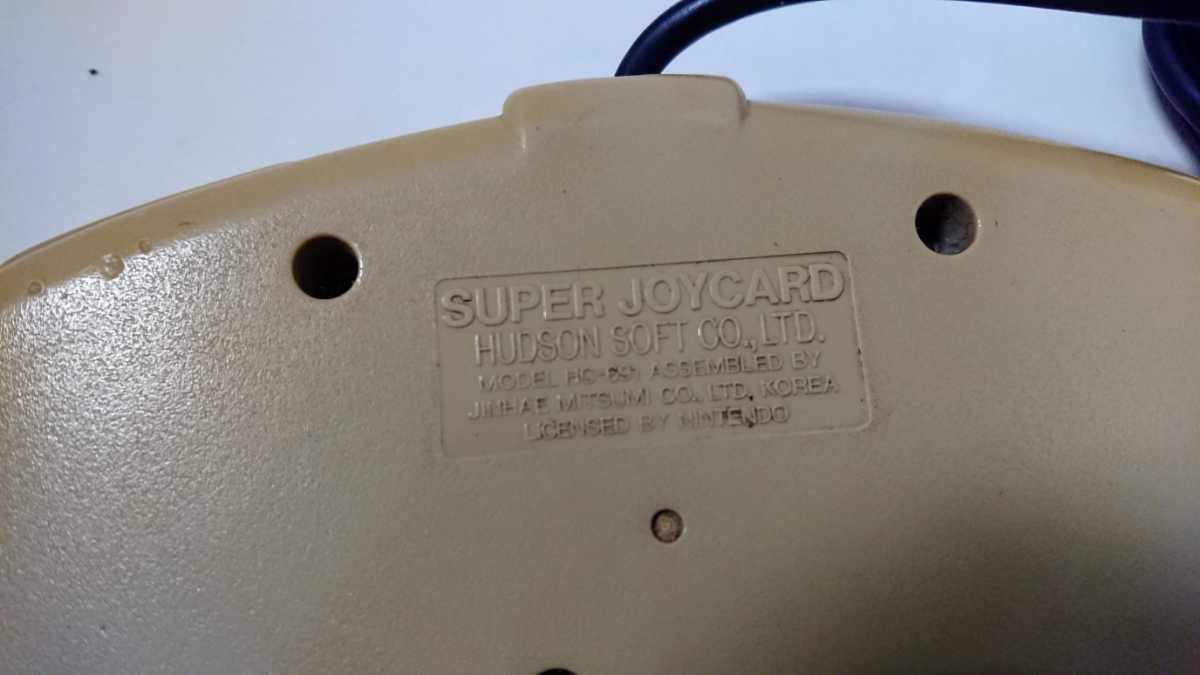 SUPER JOYCARD
HUDSON SOFT CO.,LTD.
MODEL HC-691 ASSEMBLED BY
JINHAE MITSUMI CO., LTD, KOREA
LICENSED BY NINTENDO